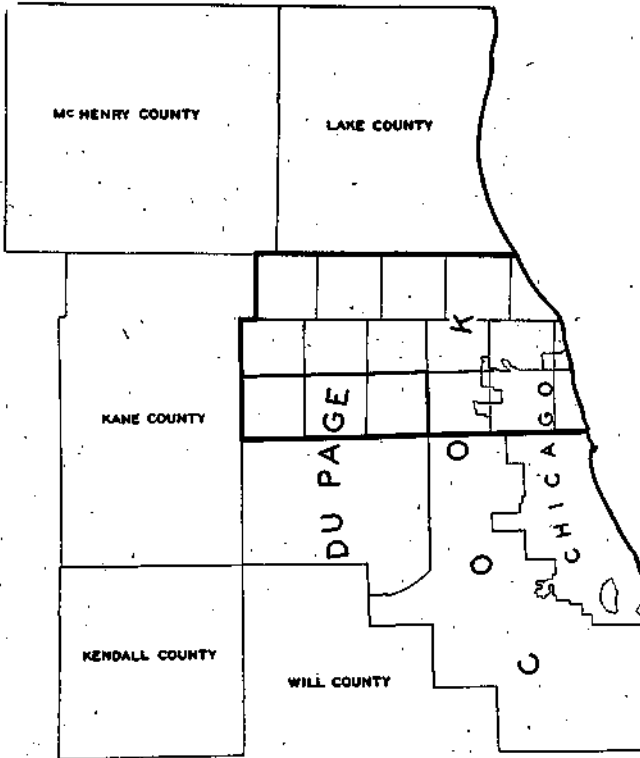 McHENRY COUNTY
LAKE COUNTY
KANE COUNTY
DU PAGE
COOK
CHICAGO
KENDALL COUNTY
WILL COUNTY